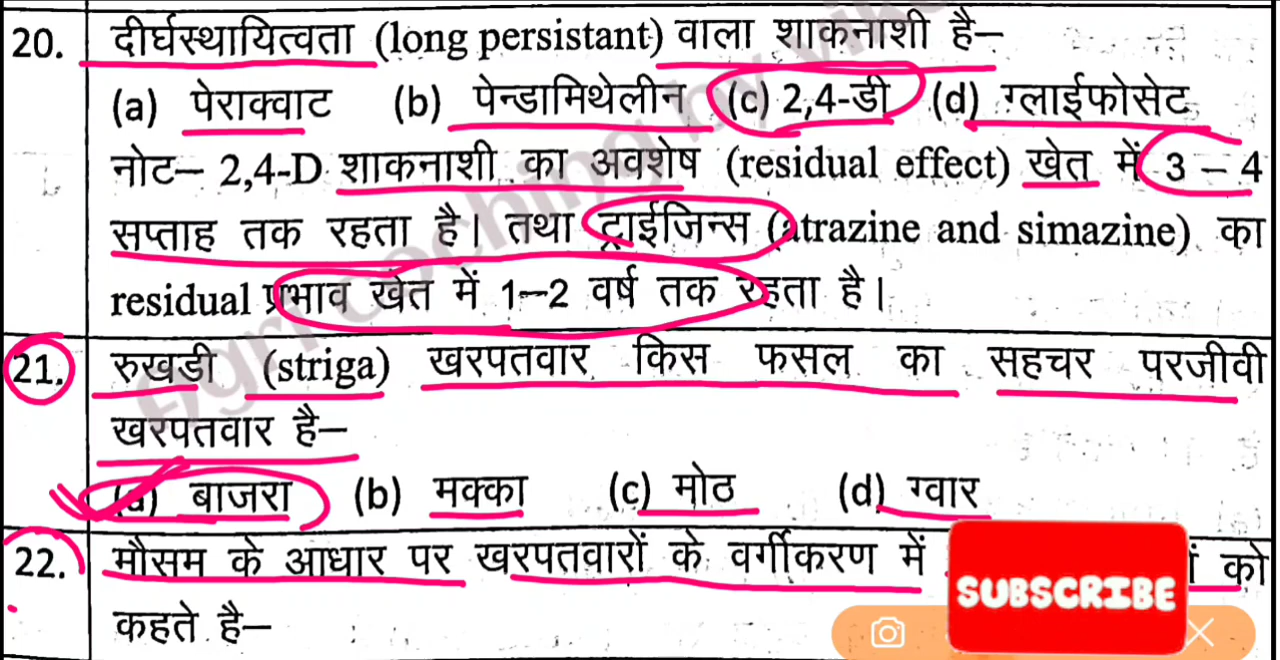 20. दीर्घस्थायित्वता (long persistant) वाला शाकनाशी है–
(a) पेराक्वाट (b) पेन्डामिथेलीन (c) 2,4-डी (d) ग्लाईफोसेट
नोट– 2,4-D शाकनाशी का अवशेष (residual effect) खेत में 3 – 4
सप्ताह तक रहता है। तथा ट्राईजिन्स (atrazine and simazine) का
residual प्रभाव खेत में 1–2 वर्ष तक रहता है।
21. रुखडी (striga) खरपतवार किस फसल का सहचर परजीवी
खरपतवार है–
(a) बाजरा (b) मक्का (c) मोठ (d) ग्वार
22. मौसम के आधार पर खरपतवारों के वर्गीकरण में को
कहते है–
SUBSCRIBE